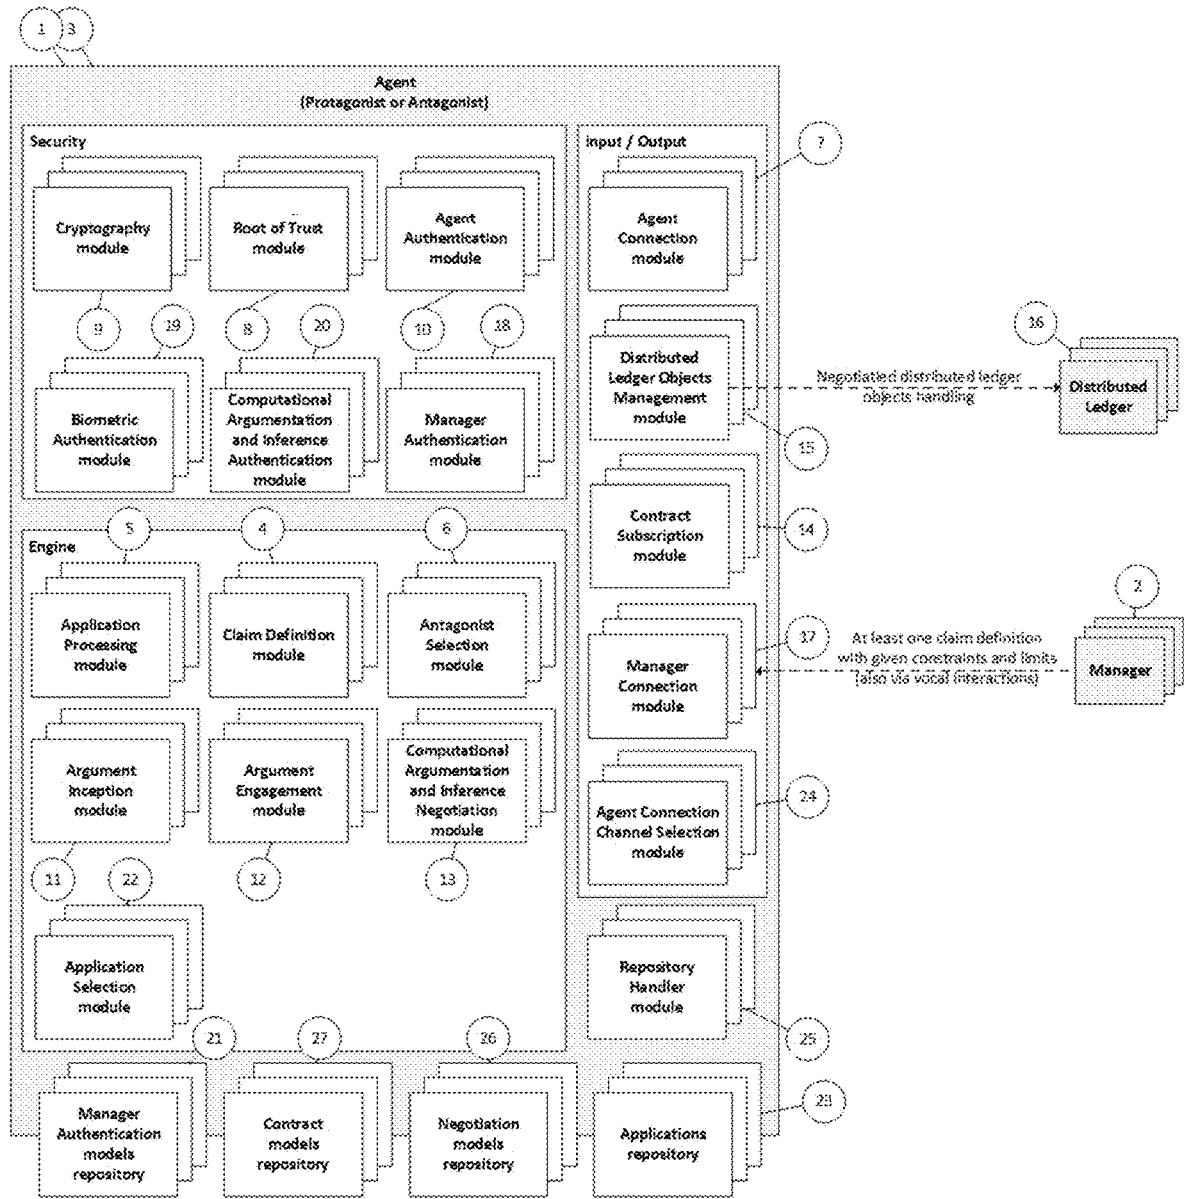 1
3
Agent
(Protagonist or Antagonist)
Security
Cryptography
module
Root of Trust
module
Agent
Authentication
module
9
19
8
20
10
18
Biometric
Authentication
module
Computational
Argumentation
and Inference
Authentication
module
Manager
Authentication
module
Input / Output
7
Agent
Connection
module
Distributed
Ledger Objects
Management
module
15
Negotiatied distributed ledger
objects handling
16
Distributed
Ledger
Contract
Subscription
module
14
Manager
Connection
module
17
At least one claim definition
with given constraints and limits
(also via vocal interactions)
2
Manager
Agent Connection
Channel Selection
module
24
Engine
5
4
6
Application
Processing
module
Claim Definition
module
Antagonist
Selection
module
Argument
Inception
module
Argument
Engagement
module
Computational
Argumentation
and Inference
Negotiation
module
11
22
12
13
Application
Selection
module
Repository
Handler
module
25
21
27
26
23
Manager
Authentication
models
repository
Contract
models
repository
Negotiation
models
repository
Applications
repository